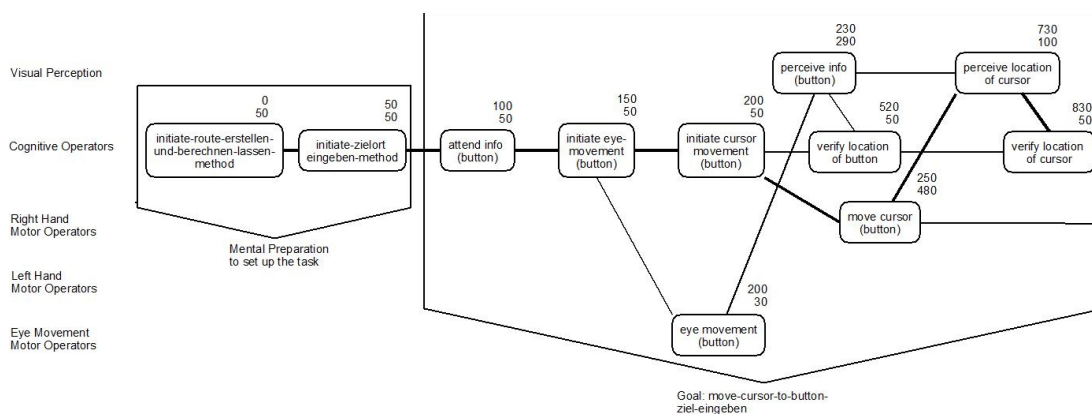 Visual Perception
230
290
perceive info
(button)
730
100
perceive location
of cursor
Cognitive Operators
0
50
initiate-route-erstellen-
und-berechnen-lassen-
method
50
50
initiate-zielort
eingeben-method
100
50
attend info
(button)
150
50
initiate eye-
movement
(button)
200
50
initiate cursor
movement
(button)
520
50
verify location
of button
830
50
verify location
of cursor
Right Hand
Motor Operators
250
480
move cursor
(button)
Mental Preparation
to set up the task
Left Hand
Motor Operators
Eye Movement
Motor Operators
200
30
eye movement
(button)
Goal: move-cursor-to-button-
ziel-eingeben